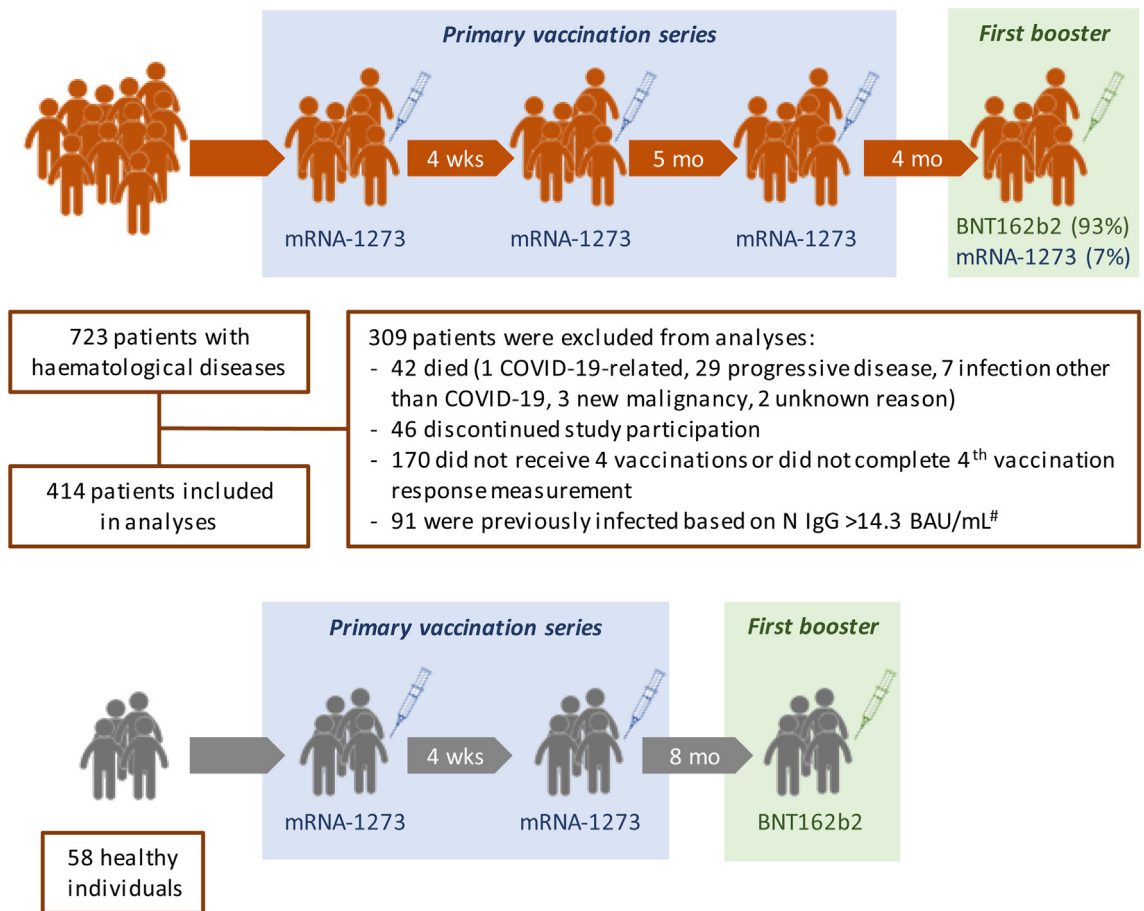 Primary vaccination series
First booster
4 wks
5 mo
4 mo
mRNA-1273
mRNA-1273
mRNA-1273
BNT162b2 (93%)
mRNA-1273 (7%)
723 patients with
haematological diseases
414 patients included
in analyses
309 patients were excluded from analyses:
- 42 died (1 COVID-19-related, 29 progressive disease, 7 infection other
than COVID-19, 3 new malignancy, 2 unknown reason)
- 46 discontinued study participation
- 170 did not receive 4 vaccinations or did not complete 4th vaccination
response measurement
- 91 were previously infected based on N IgG >14.3 BAU/mL#
Primary vaccination series
First booster
4 wks
8 mo
mRNA-1273
mRNA-1273
BNT162b2
58 healthy
individuals